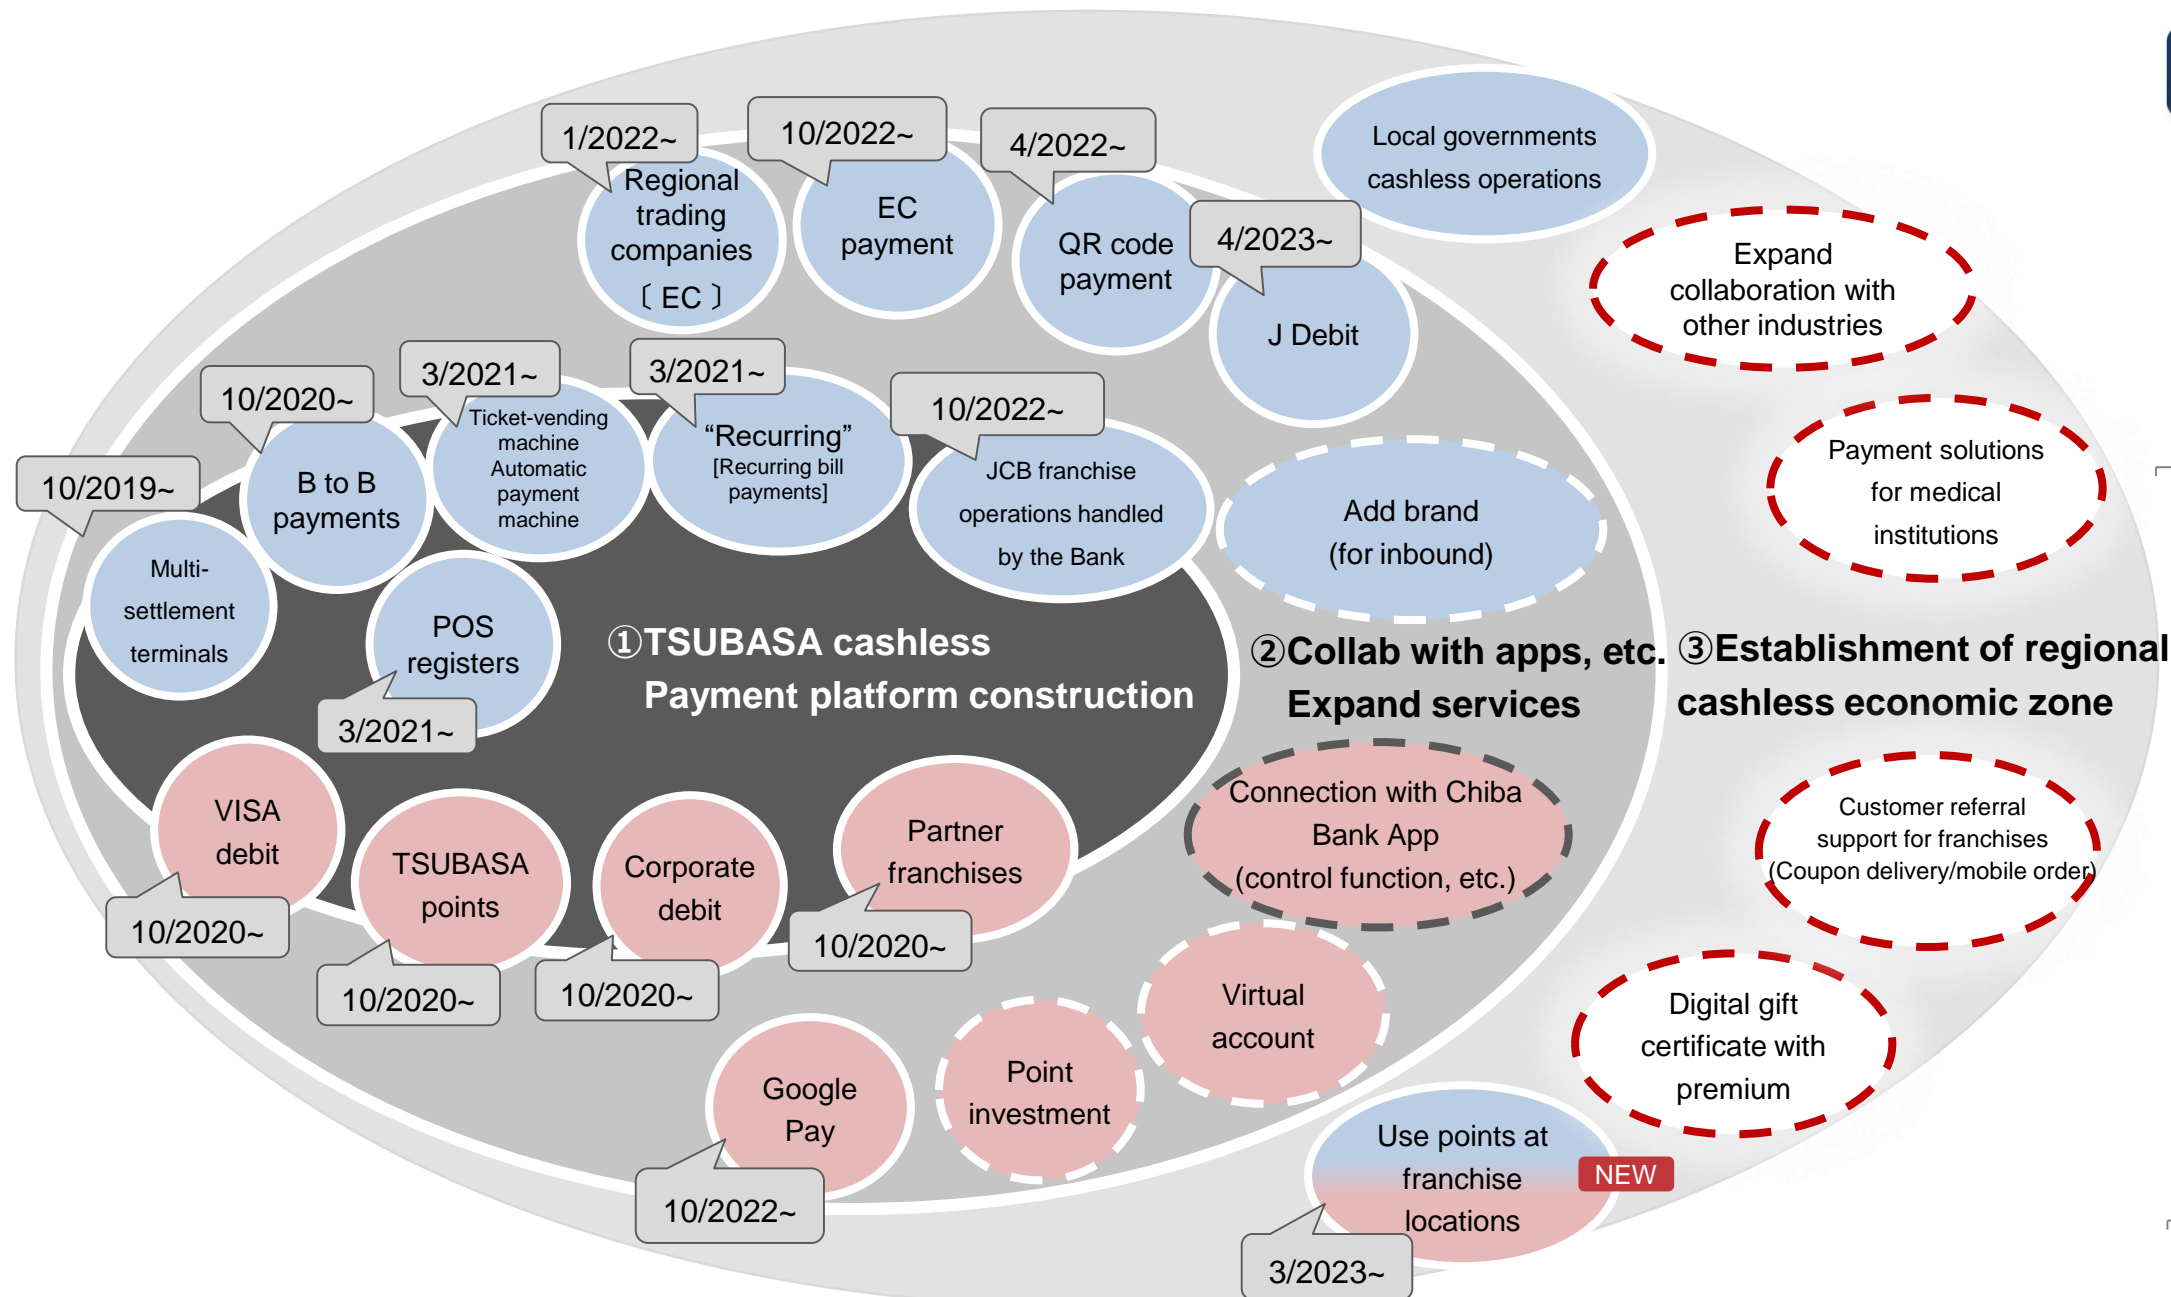 1/2022~
Regional
trading
companies
〔 EC 〕
10/2022~
EC
payment
4/2022~
QR code
payment
4/2023~
J Debit
Local governments
cashless operations
Expand
collaboration with
other industries
Payment solutions
for medical
institutions
10/2019~
Multi-
settlement
terminals
10/2020~
B to B
payments
3/2021~
Ticket-vending
machine
Automatic
payment
machine
3/2021~
“Recurring”
[Recurring bill
payments]
10/2022~
JCB franchise
operations handled
by the Bank
Add brand
(for inbound)
POS
registers
3/2021~
①TSUBASA cashless
Payment platform construction
②Collab with apps, etc.
Expand services
③Establishment of regional
cashless economic zone
VISA
debit
10/2020~
TSUBASA
points
10/2020~
Corporate
debit
10/2020~
Partner
franchises
10/2020~
Connection with Chiba
Bank App
(control function, etc.)
Customer referral
support for franchises
(Coupon delivery/mobile order)
Virtual
account
Point
investment
Google
Pay
10/2022~
Digital gift
certificate with
premium
Use points at
franchise
locations
NEW
3/2023~